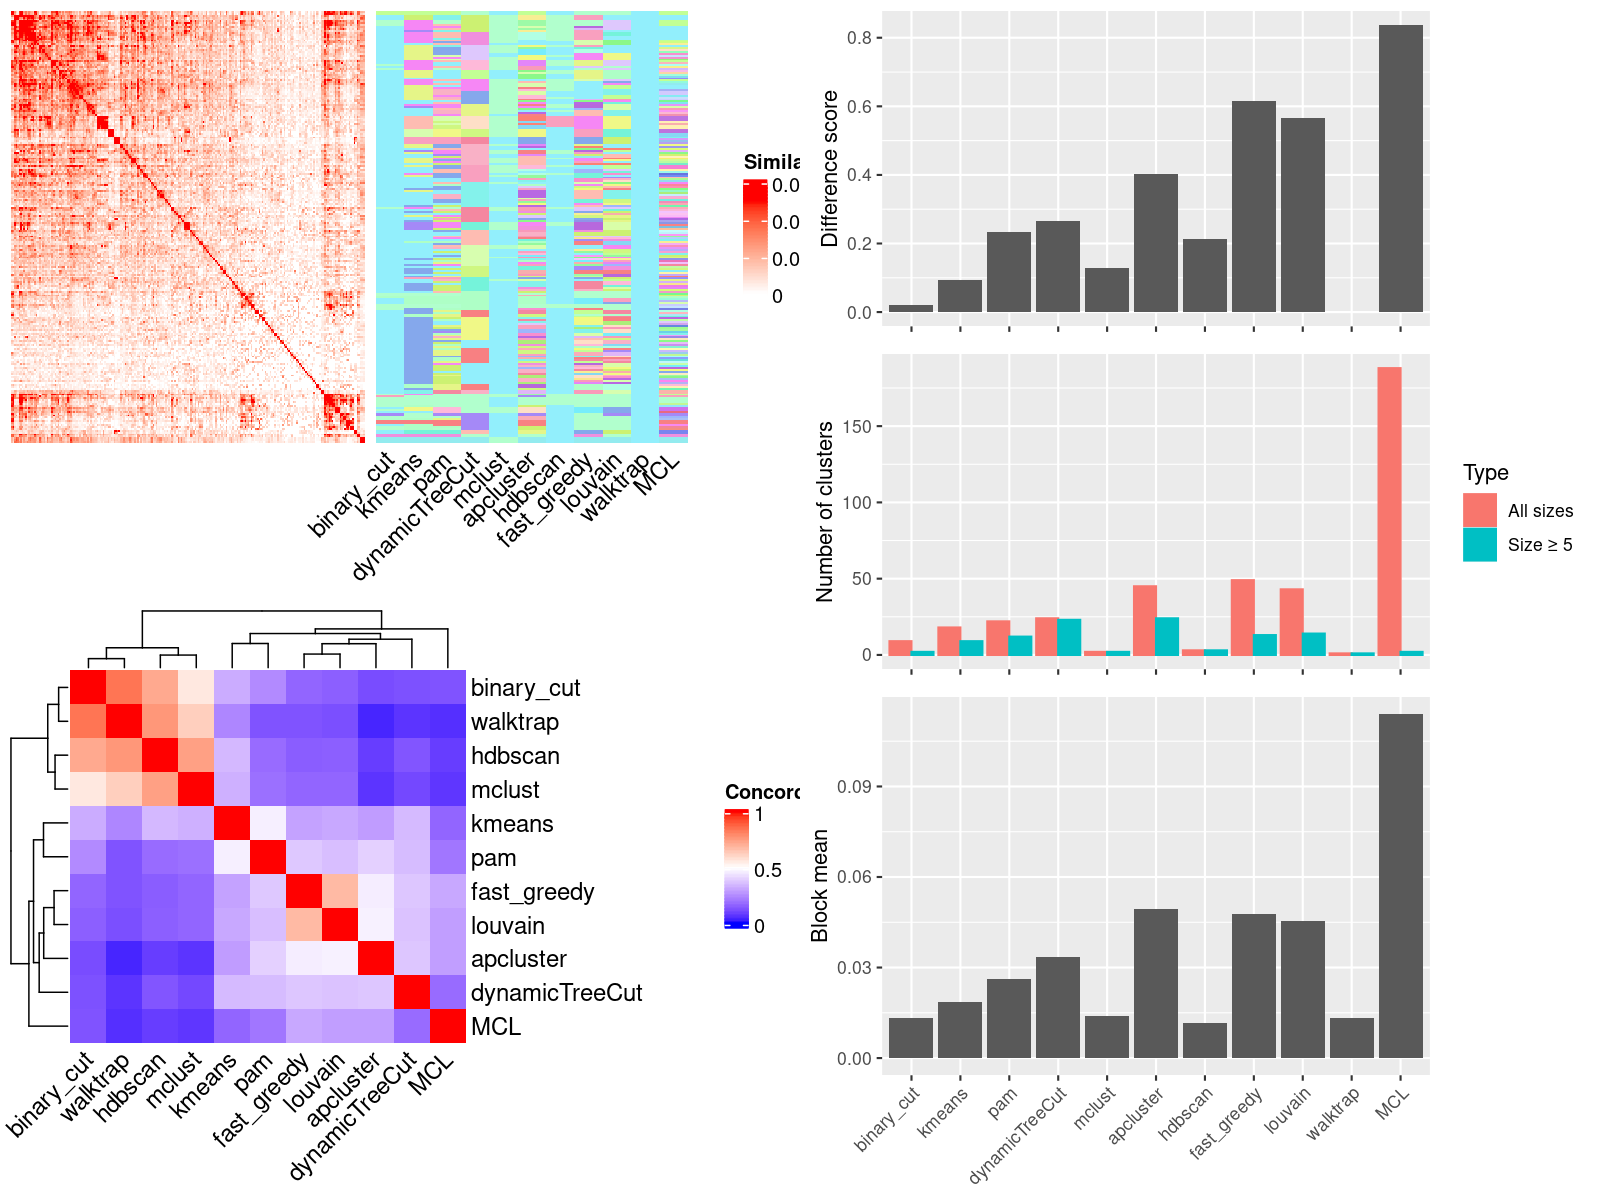 Simila
0.0
0.0
0.0
0
binary_cut
kmeans
pam
dynamicTreeCut
mclust
apcluster
hdbscan
fast_greedy
louvain
walktrap
MCL
binary_cut
walktrap
hdbscan
mclust
kmeans
pam
fast_greedy
louvain
apcluster
dynamicTreeCut
MCL
binary_cut
walktrap
hdbscan
mclust
kmeans
pam
fast_greedy
louvain
apcluster
dynamicTreeCut
MCL
Concord
1
0.5
0
Difference score
0.8
0.6
0.4
0.2
0.0
Number of clusters
150
100
50
0
Type
All sizes
Size ≥ 5
Block mean
0.09
0.06
0.03
0.00
binary_cut
kmeans
pam
dynamicTreeCut
mclust
apcluster
hdbscan
fast_greedy
louvain
walktrap
MCL